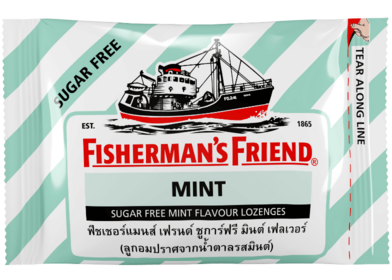 SUGAR FREE
TEAR ALONG LINE
EST. 1865
FISHERMAN'S FRIEND®
MINT
SUGAR FREE MINT FLAVOUR LOZENGES
ฟิชเชอร์แมนส์ เฟรนด์ ชูการ์ฟรี มินต์ เฟลเวอร์
(ลูกอมปราศจากน้ำตาลรสมินต์)